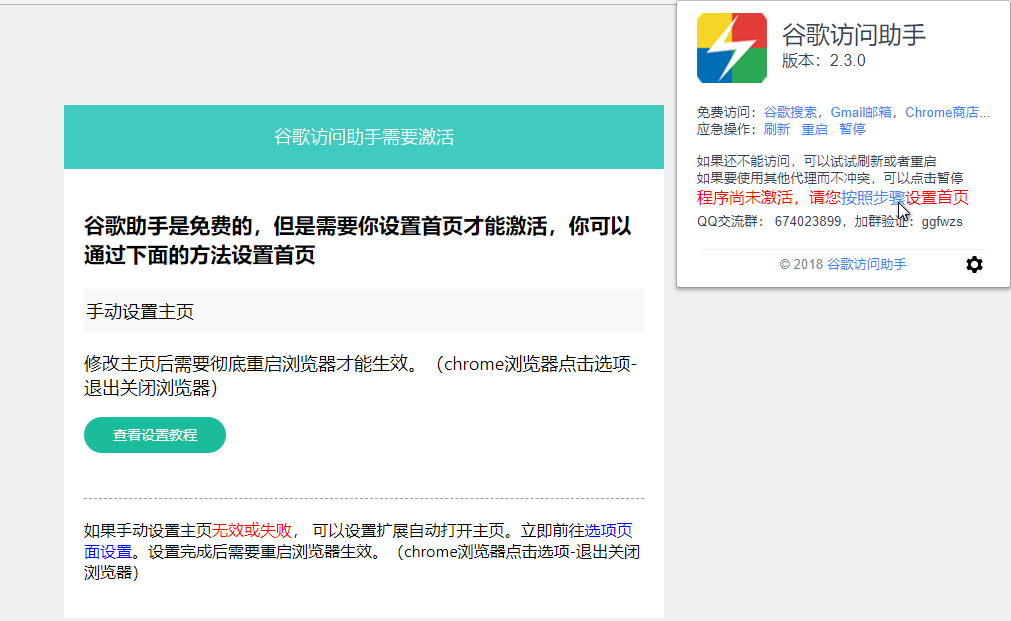 谷歌访问助手
版本：2.3.0
免费访问：谷歌搜索，Gmail邮箱，Chrome商店...
应急操作：刷新 重启 暂停
如果还不能访问，可以试试刷新或者重启
如果要使用其他代理而不冲突，可以点击暂停
程序尚未激活，请您按照步骤设置首页
QQ交流群： 674023899，加群验证：ggfwzs
© 2018 谷歌访问助手
谷歌访问助手需要激活
谷歌助手是免费的，但是需要你设置首页才能激活，你可以
通过下面的方法设置首页
手动设置主页
修改主页后需要彻底重启浏览器才能生效。（chrome浏览器点击选项-
退出关闭浏览器）
查看设置教程
如果手动设置主页无效或失败， 可以设置扩展自动打开主页。立即前往选项页
面设置。设置完成后需要重启浏览器生效。（chrome浏览器点击选项-退出关闭
浏览器）